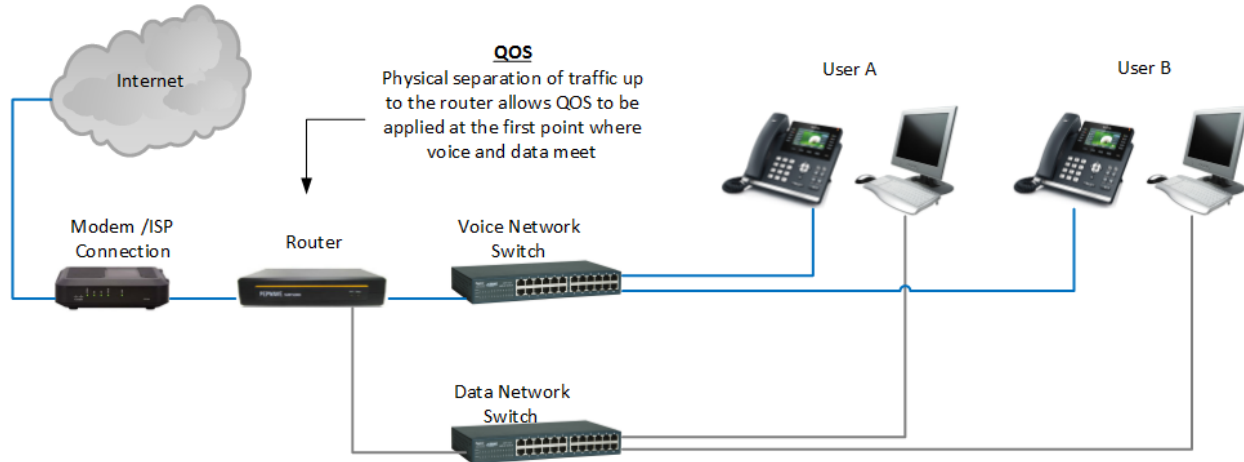 Internet
QOS
Physical separation of traffic up
to the router allows QOS to be
applied at the first point where
voice and data meet
User A
User B
Modem /ISP
Connection
Router
Voice Network
Switch
PEPWAVE
Data Network
Switch